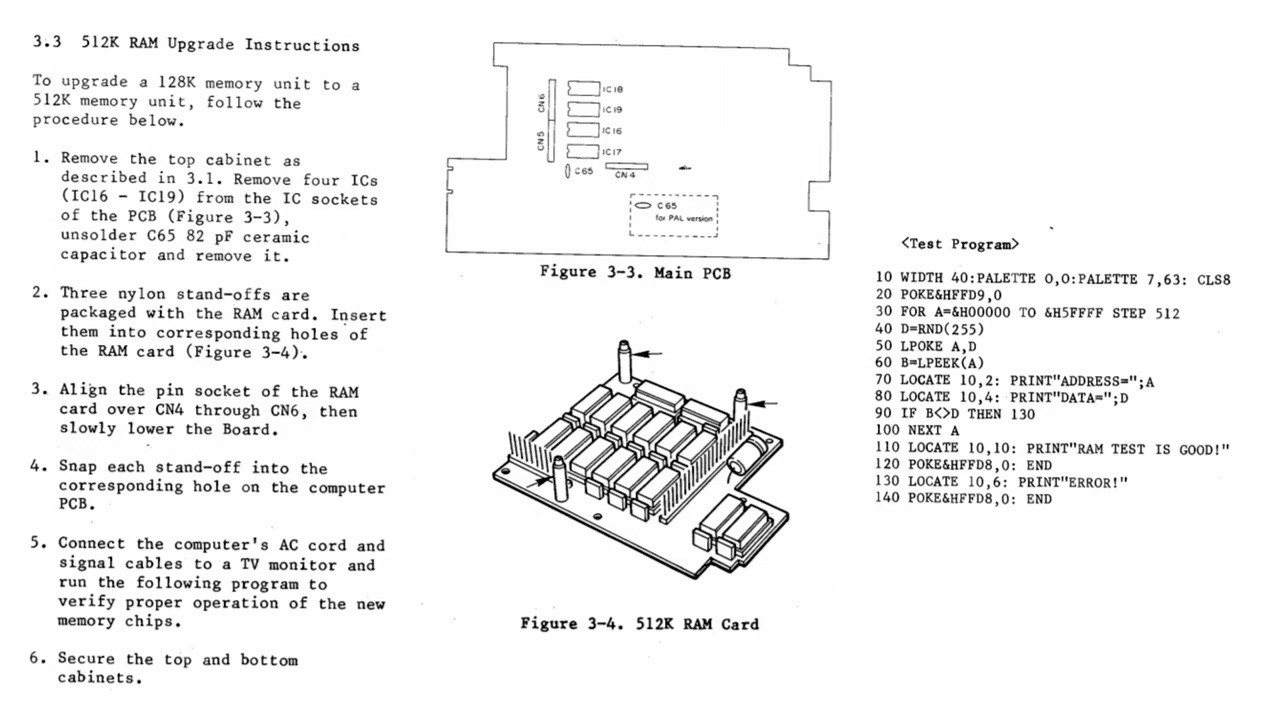 3.3 512K RAM Upgrade Instructions
To upgrade a 128K memory unit to a
512K memory unit, follow the
procedure below.
1. Remove the top cabinet as
described in 3.1. Remove four ICs
(IC16 - IC19) from the IC sockets
of the PCB (Figure 3-3),
unsolder C65 82 pF ceramic
capacitor and remove it.
2. Three nylon stand-offs are
packaged with the RAM card. Insert
them into corresponding holes of
the RAM card (Figure 3-4).
3. Align the pin socket of the RAM
card over CN4 through CN6, then
slowly lower the Board.
4. Snap each stand-off into the
corresponding hole on the computer
PCB.
5. Connect the computer's AC cord and
signal cables to a TV monitor and
run the following program to
verify proper operation of the new
memory chips.
6. Secure the top and bottom
cabinets.
CN6
CN5
IC18
IC19
IC16
IC17
C65
CN4
C65
for PAL version
Figure 3-3. Main PCB
Figure 3-4. 512K RAM Card
<Test Program>
10 WIDTH 40:PALETTE 0,0:PALETTE 7,63: CLS8
20 POKE&HFFD9,0
30 FOR A=&H00000 TO &H5FFFF STEP 512
40 D=RND(255)
50 LPOKE A,D
60 B=LPEEK(A)
70 LOCATE 10,2: PRINT"ADDRESS=";A
80 LOCATE 10,4: PRINT"DATA=";D
90 IF B<>D THEN 130
100 NEXT A
110 LOCATE 10,10: PRINT"RAM TEST IS GOOD!"
120 POKE&HFFD8,0: END
130 LOCATE 10,6: PRINT"ERROR!"
140 POKE&HFFD8,0: END